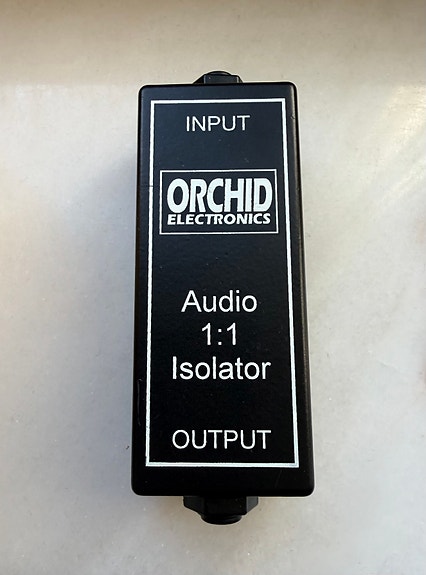 INPUT
ORCHID
ELECTRONICS
Audio
1:1
Isolator
OUTPUT